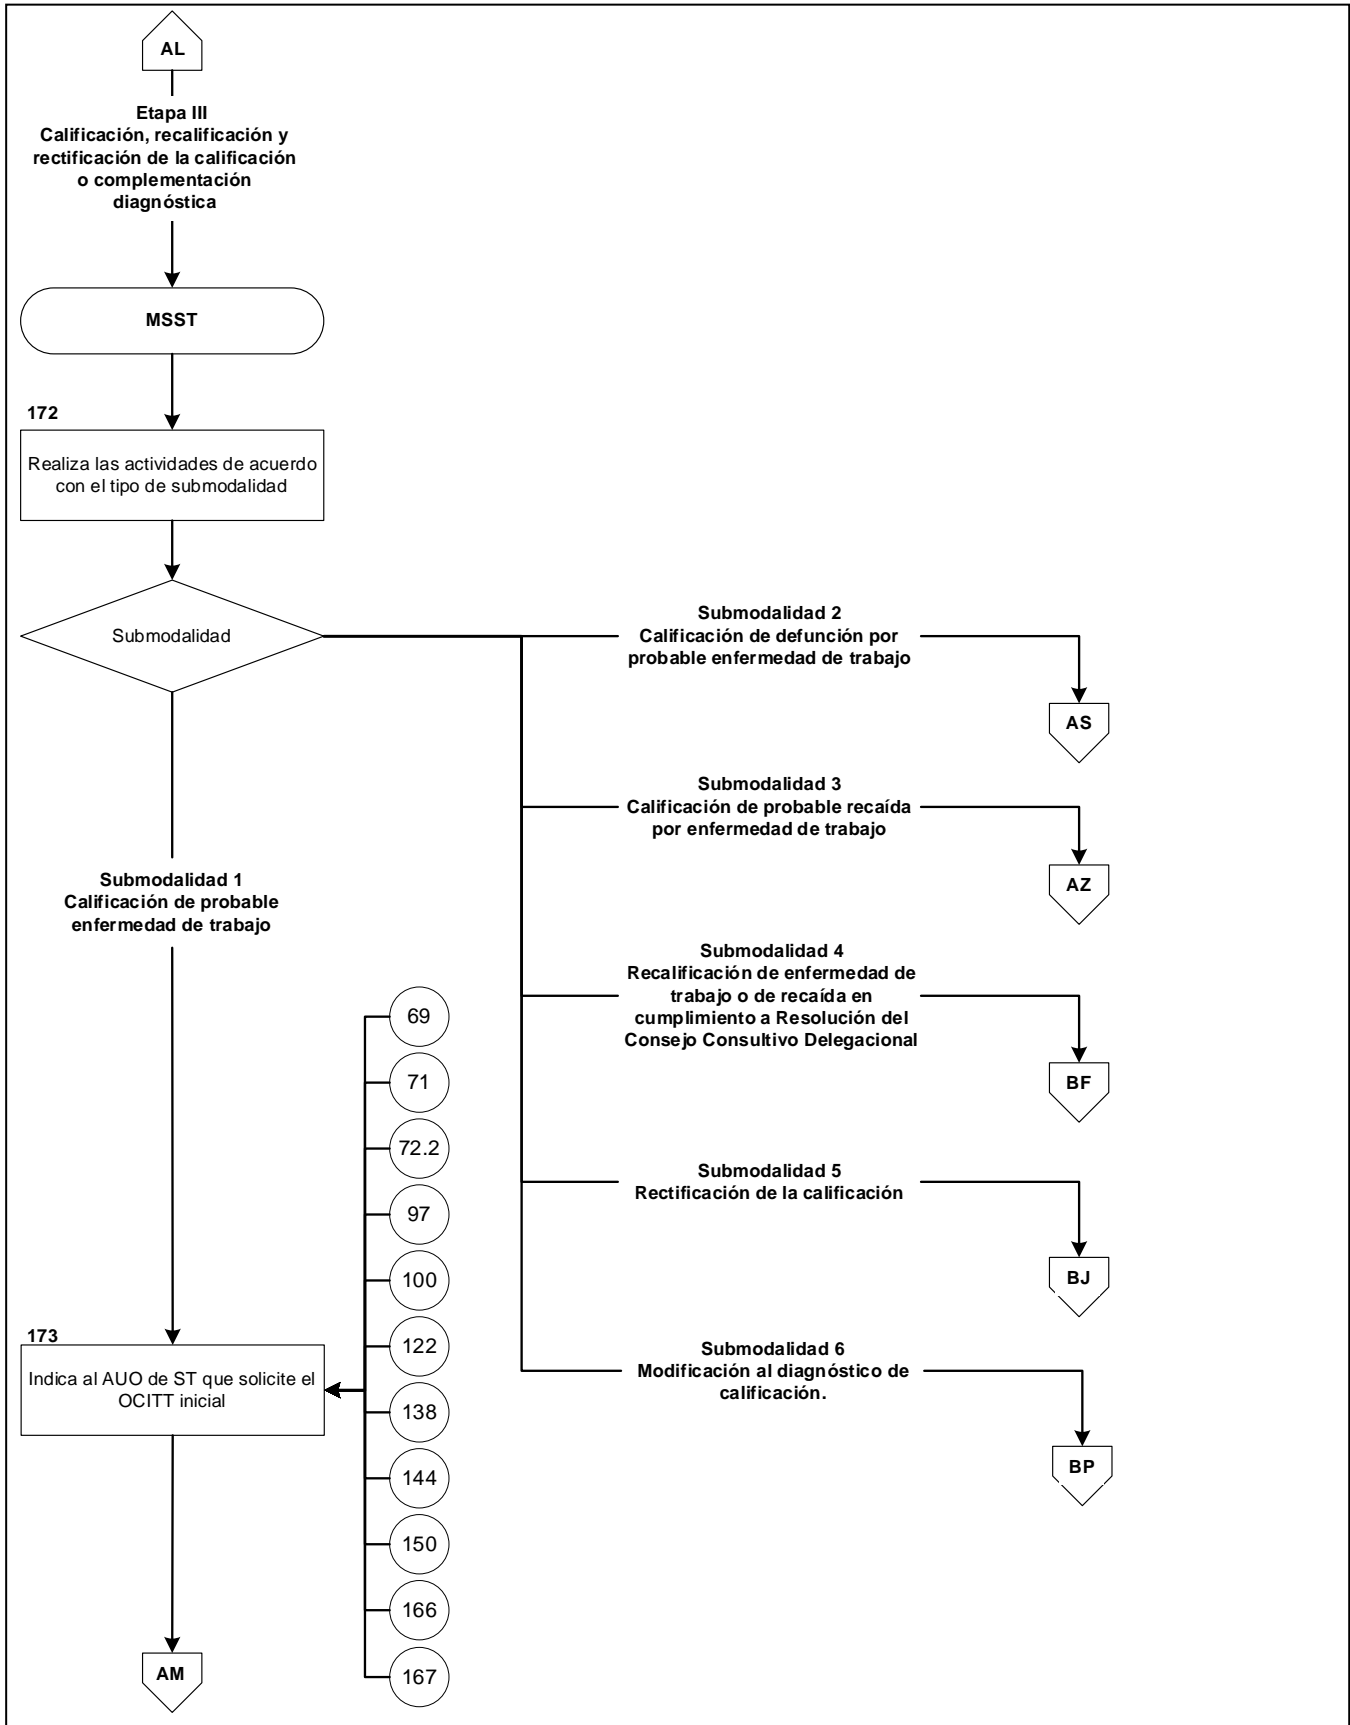 AL
Etapa III
Calificación, recalificación y
rectificación de la calificación
o complementación
diagnóstica
MSST
172
Realiza las actividades de acuerdo
con el tipo de submodalidad
Submodalidad
Submodalidad 2
Calificación de defunción por
probable enfermedad de trabajo
AS
Submodalidad 3
Calificación de probable recaída
por enfermedad de trabajo
AZ
Submodalidad 1
Calificación de probable
enfermedad de trabajo
Submodalidad 4
Recalificación de enfermedad de
trabajo o de recaída en
cumplimiento a Resolución del
Consejo Consultivo Delegacional
BF
69
71
72.2
97
100
122
138
144
150
166
167
Submodalidad 5
Rectificación de la calificación
BJ
173
Indica al AUO de ST que solicite el
OCITT inicial
Submodalidad 6
Modificación al diagnóstico de
calificación.
BP
AM